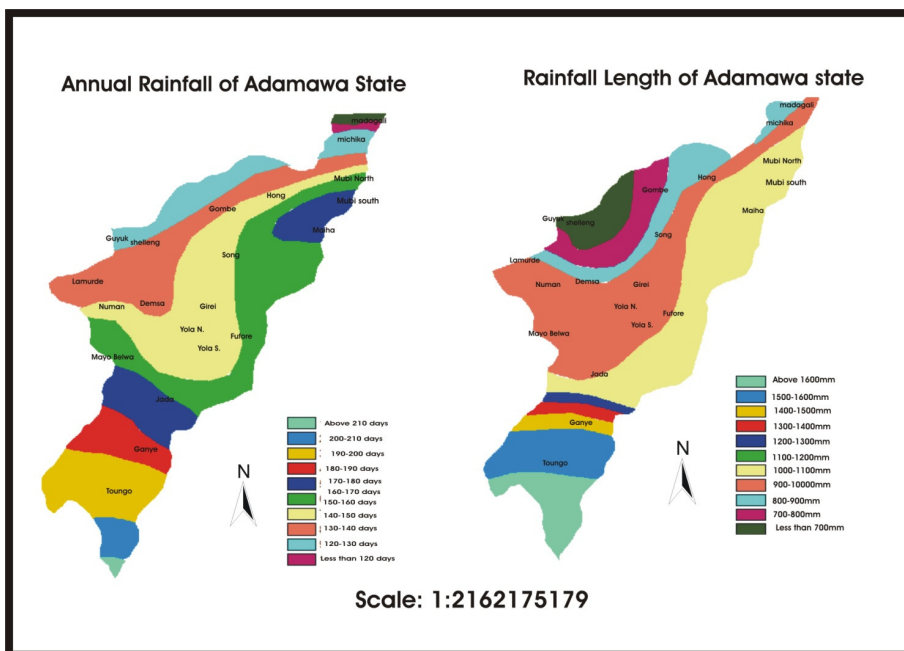 Annual Rainfall of Adamawa State
madagali
michika
Mubi North
Hong
Mubi south
Gombe
Maiha
Guyuk
shelleng
Song
Lamurde
Numan
Demsa
Girei
Yola N.
Fufore
Yola S.
Mayo Belwa
Jada
Ganye
Toungo
N
Above 210 days
200-210 days
190-200 days
180-190 days
170-180 days
160-170 days
150-160 days
140-150 days
130-140 days
120-130 days
Less than 120 days
Rainfall Length of Adamawa state
madagali
michika
Mubi North
Hong
Mubi south
Gombe
Maiha
Guyuk
shelleng
Song
Lamurde
Numan
Demsa
Girei
Yola N.
Fufore
Yola S.
Mayo Belwa
Jada
Ganye
Toungo
N
Above 1600mm
1500-1600mm
1400-1500mm
1300-1400mm
1200-1300mm
1100-1200mm
1000-1100mm
900-10000mm
800-900mm
700-800mm
Less than 700mm
Scale: 1:2162175179